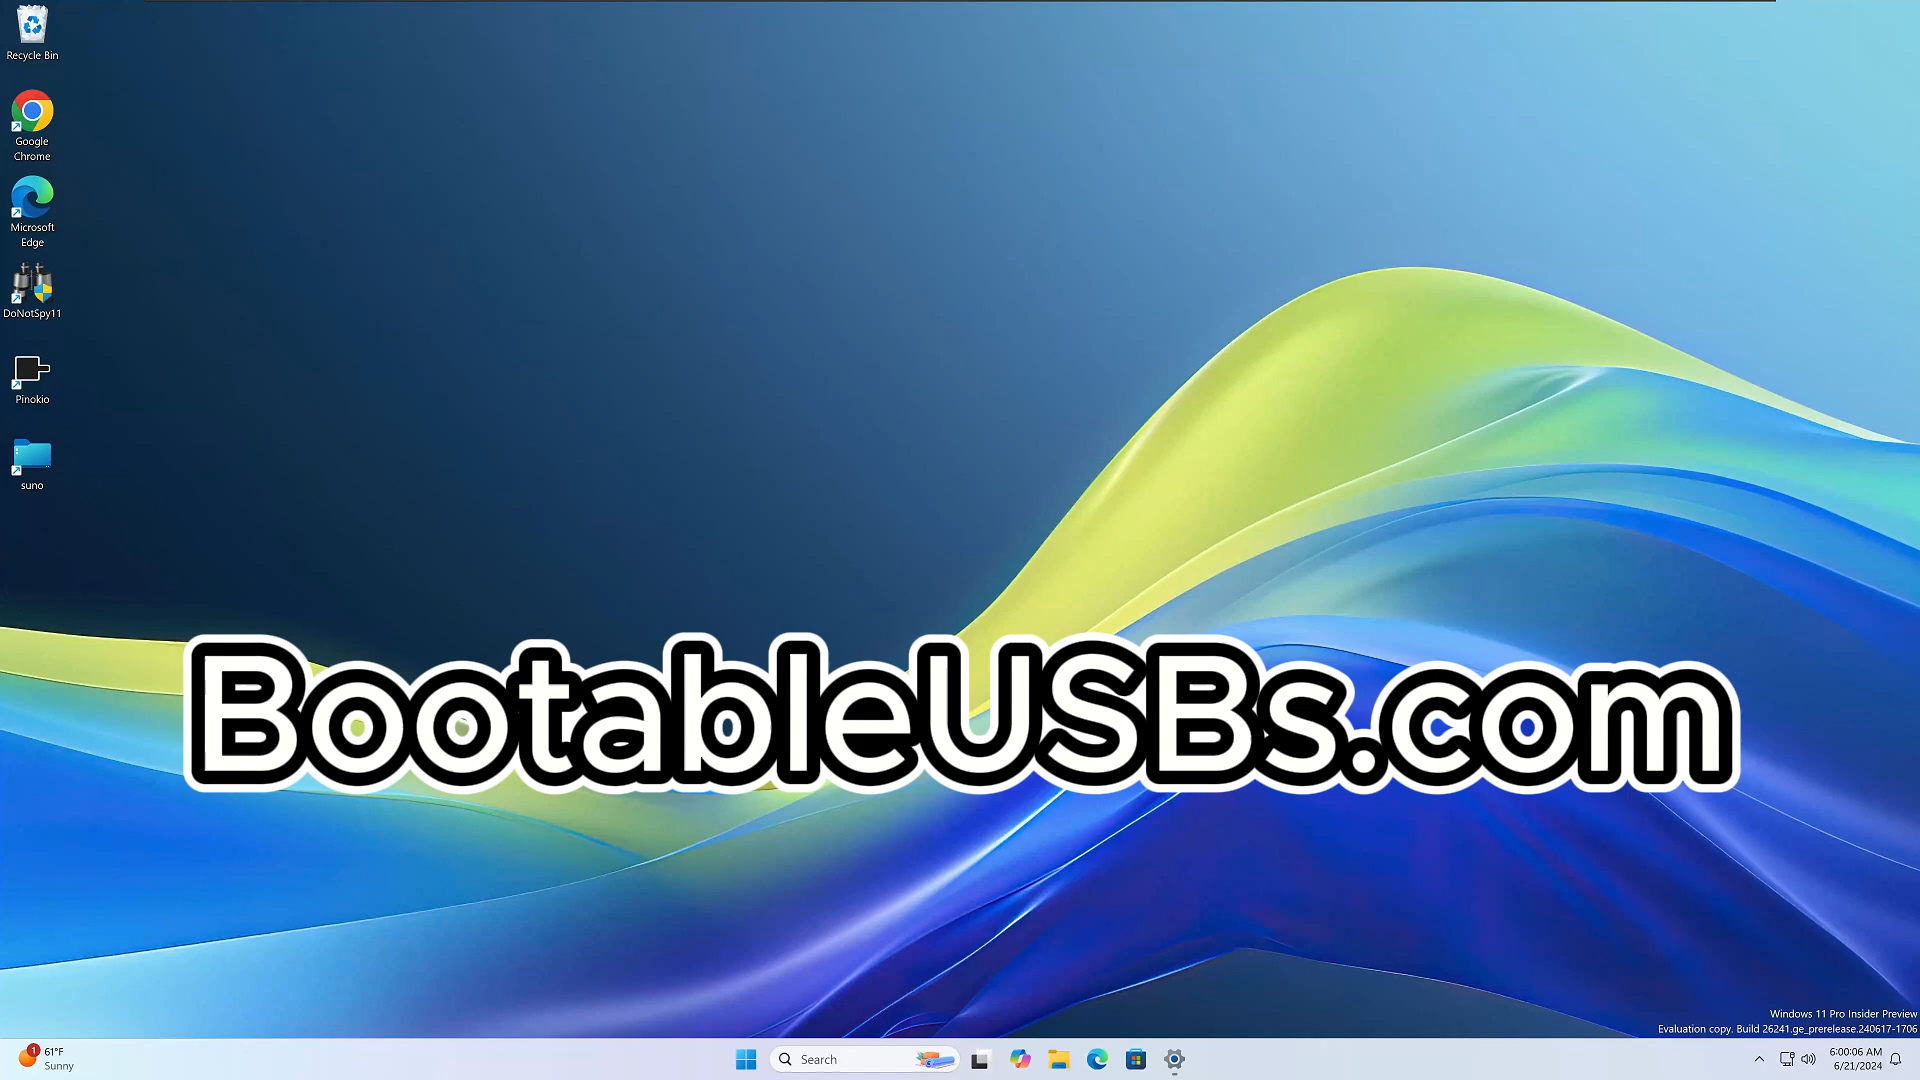 Recycle Bin
Google
Chrome
Microsoft
Edge
DoNotSpy11
Pinokio
suno
BootableUSBs.com
Windows 11 Pro Insider Preview
Evaluation copy. Build 26241.ge_prerelease.240617-1706
1
61°F
Sunny
Search
6:00:06 AM
6/21/2024